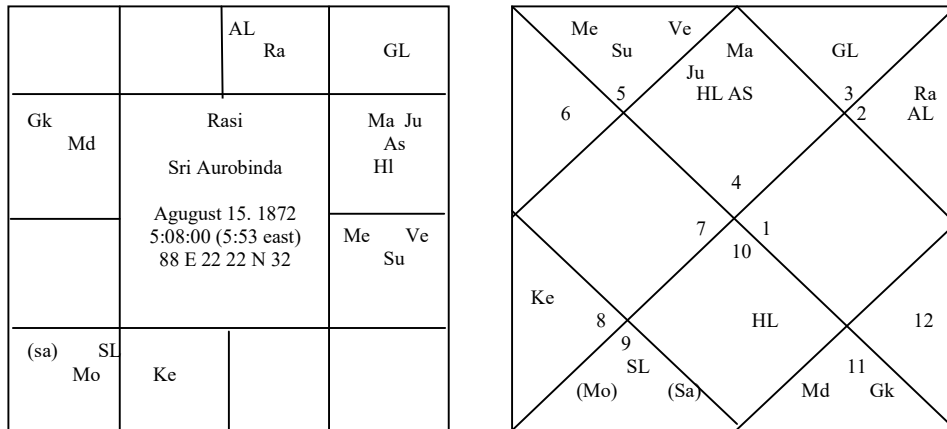 AL
Ra
GL
Gk
Md
Rasi
Sri Aurobinda
Agugust 15. 1872
5:08:00 (5:53 east)
88 E 22 22 N 32
Ma Ju
As
Hl
Me Ve
Su
(sa) SL
Mo
Ke
Me Ve
Su
Ma
Ju
HL AS
GL
5
6
3
2
Ra
AL
4
7
1
10
Ke
8
9
HL
12
SL
(Mo) (Sa)
11
Md Gk